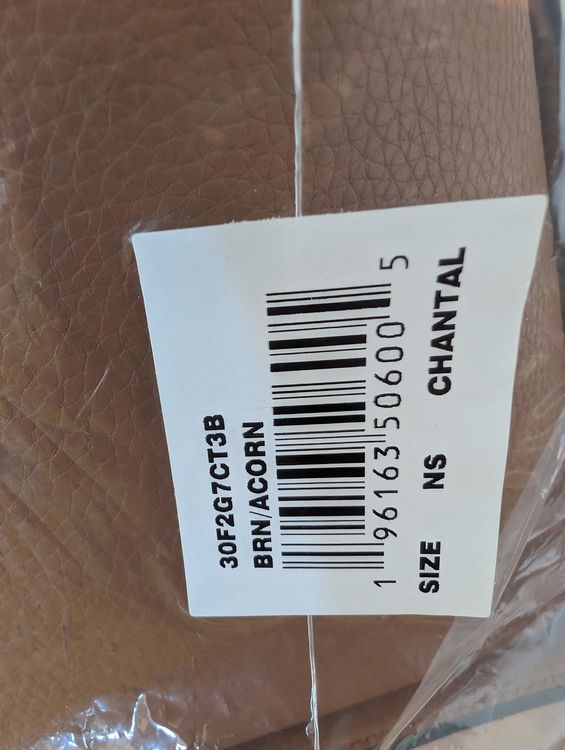 30F2G7CT3B
BRN/ACORN
1 96163 50600 5
SIZE NS CHANTAL